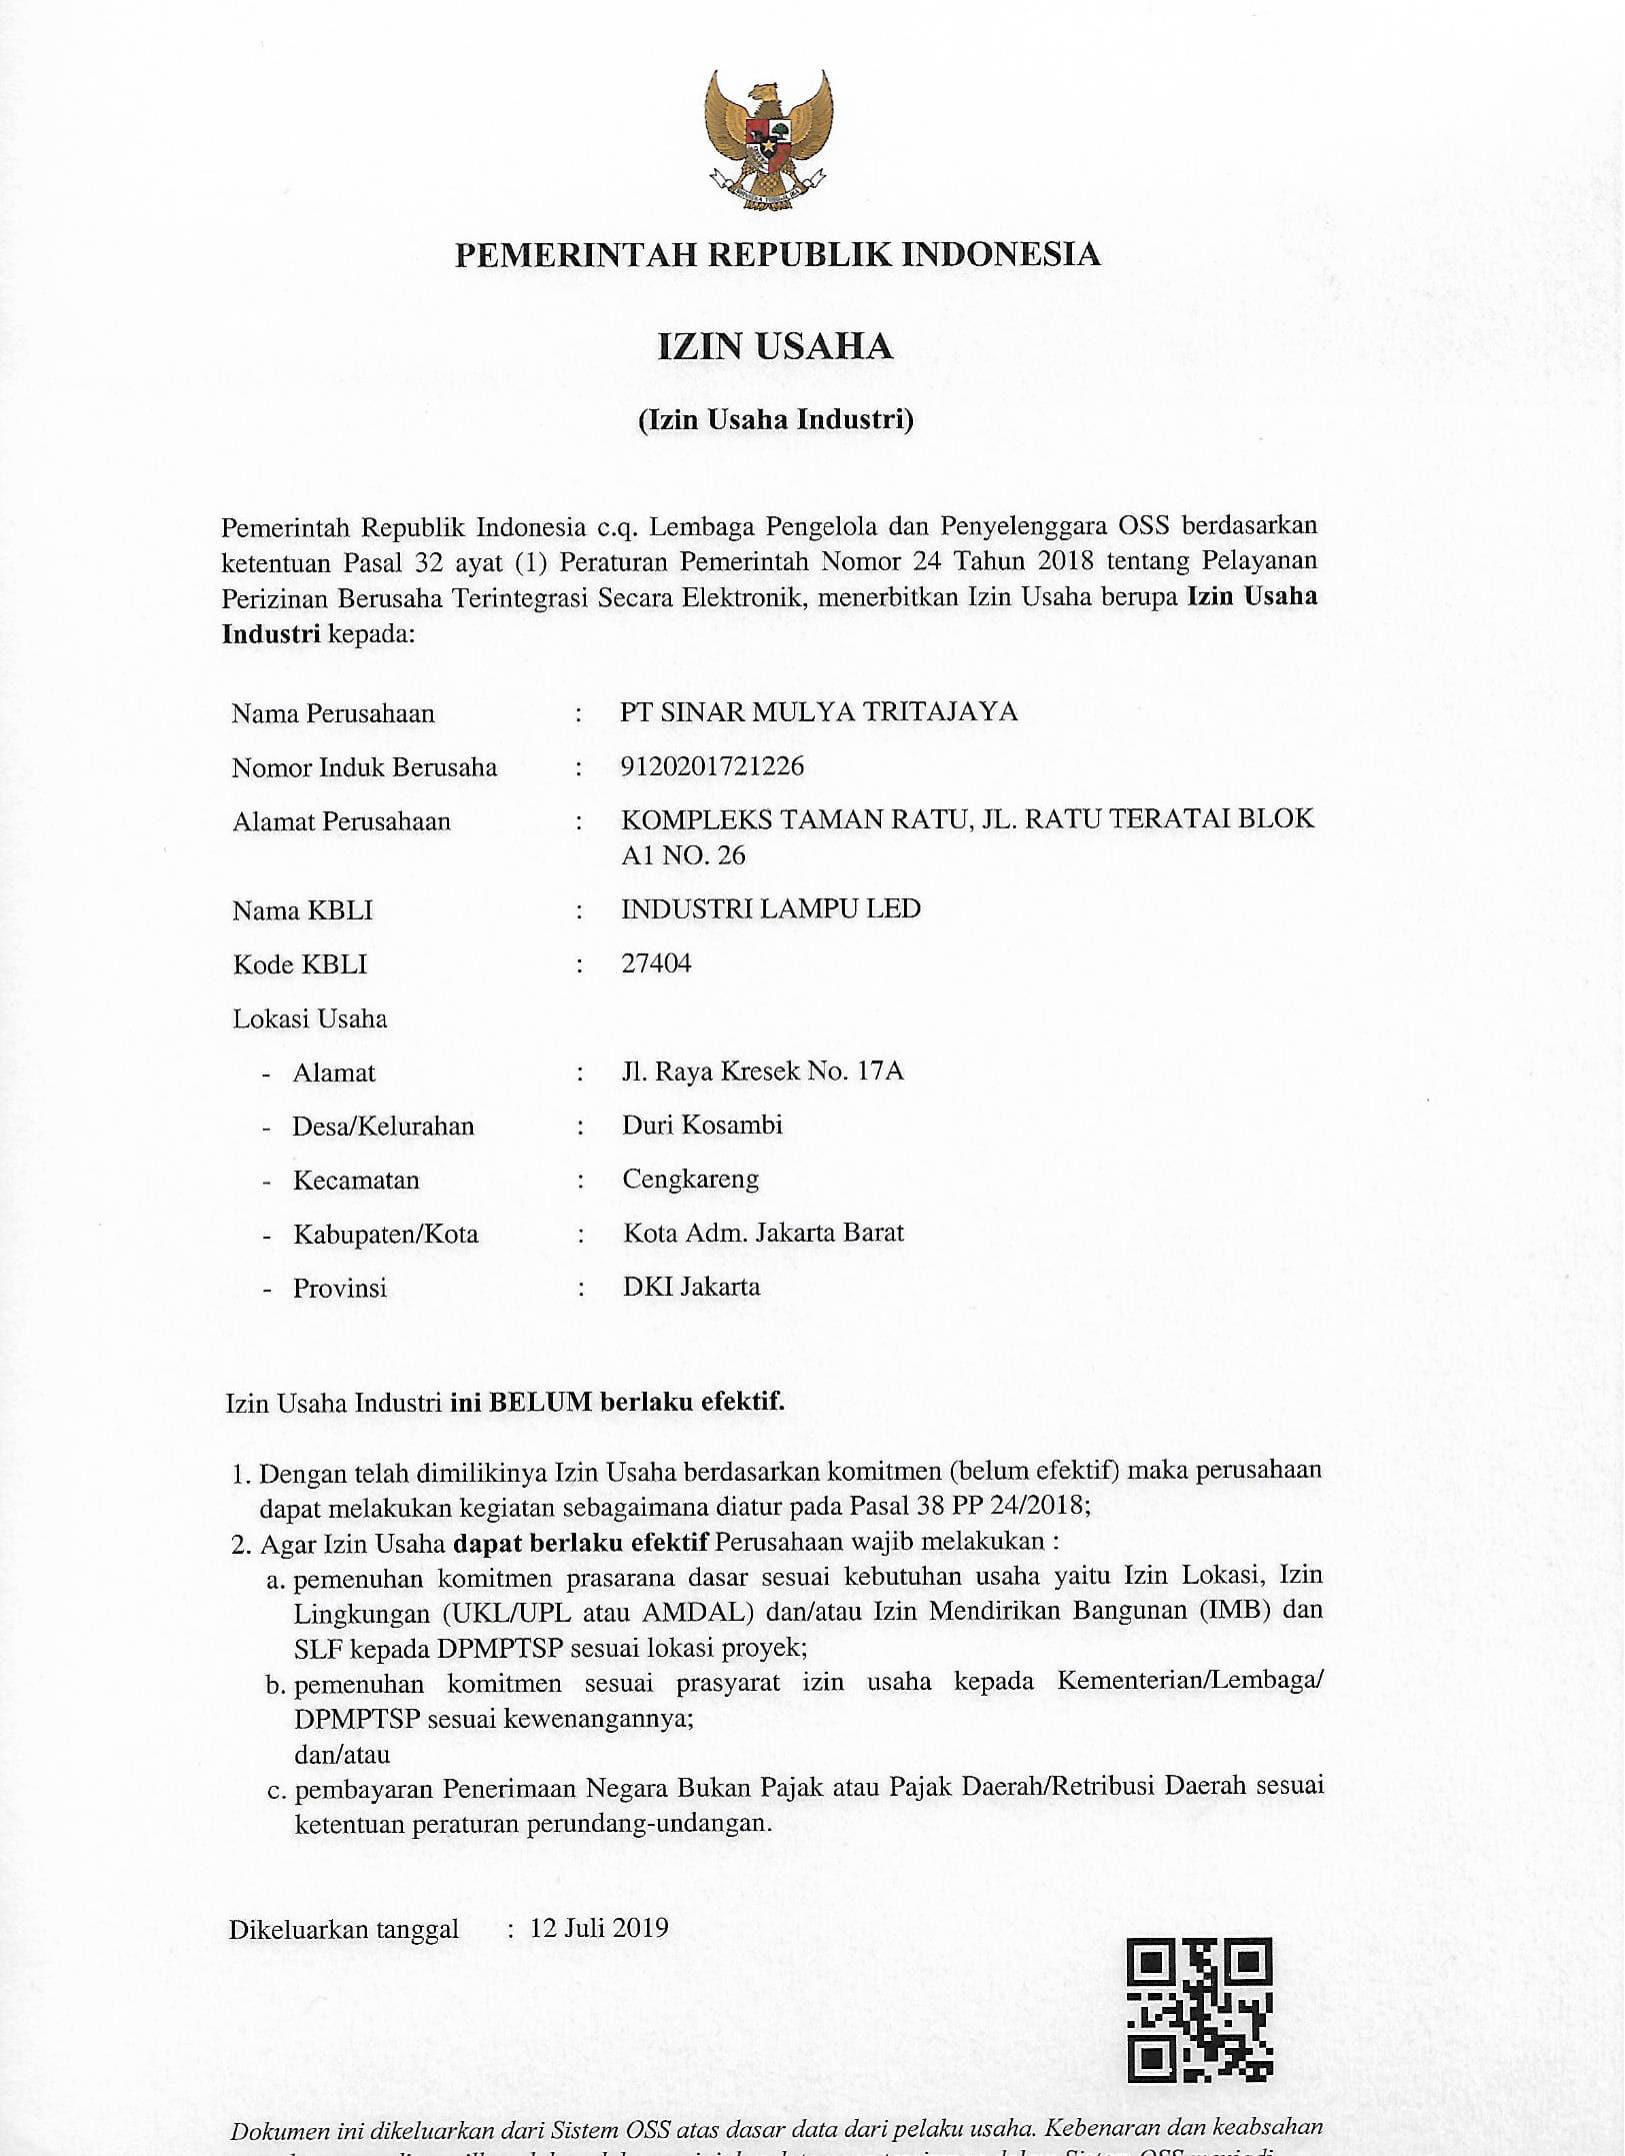 PEMERINTAH REPUBLIK INDONESIA
IZIN USAHA
(Izin Usaha Industri)
Pemerintah Republik Indonesia c.q. Lembaga Pengelola dan Penyelenggara OSS berdasarkan
ketentuan Pasal 32 ayat (1) Peraturan Pemerintah Nomor 24 Tahun 2018 tentang Pelayanan
Perizinan Berusaha Terintegrasi Secara Elektronik, menerbitkan Izin Usaha berupa Izin Usaha
Industri kepada:
Nama Perusahaan : PT SINAR MULYA TRITAJAYA
Nomor Induk Berusaha : 9120201721226
Alamat Perusahaan : KOMPLEKS TAMAN RATU, JL. RATU TERATAI BLOK
A1 NO. 26
Nama KBLI : INDUSTRI LAMPU LED
Kode KBLI : 27404
Lokasi Usaha
- Alamat : Jl. Raya Kresek No. 17A
- Desa/Kelurahan : Duri Kosambi
- Kecamatan : Cengkareng
- Kabupaten/Kota : Kota Adm. Jakarta Barat
- Provinsi : DKI Jakarta
Izin Usaha Industri ini BELUM berlaku efektif.
1. Dengan telah dimilikinya Izin Usaha berdasarkan komitmen (belum efektif) maka perusahaan
dapat melakukan kegiatan sebagaimana diatur pada Pasal 38 PP 24/2018;
2. Agar Izin Usaha dapat berlaku efektif Perusahaan wajib melakukan :
a. pemenuhan komitmen prasarana dasar sesuai kebutuhan usaha yaitu Izin Lokasi, Izin
Lingkungan (UKL/UPL atau AMDAL) dan/atau Izin Mendirikan Bangunan (IMB) dan
SLF kepada DPMPTSP sesuai lokasi proyek;
b. pemenuhan komitmen sesuai prasyarat izin usaha kepada Kementerian/Lembaga/
DPMPTSP sesuai kewenangannya;
dan/atau
c. pembayaran Penerimaan Negara Bukan Pajak atau Pajak Daerah/Retribusi Daerah sesuai
ketentuan peraturan perundang-undangan.
Dikeluarkan tanggal : 12 Juli 2019
Dokumen ini dikeluarkan dari Sistem OSS atas dasar data dari pelaku usaha. Kebenaran dan keabsahan